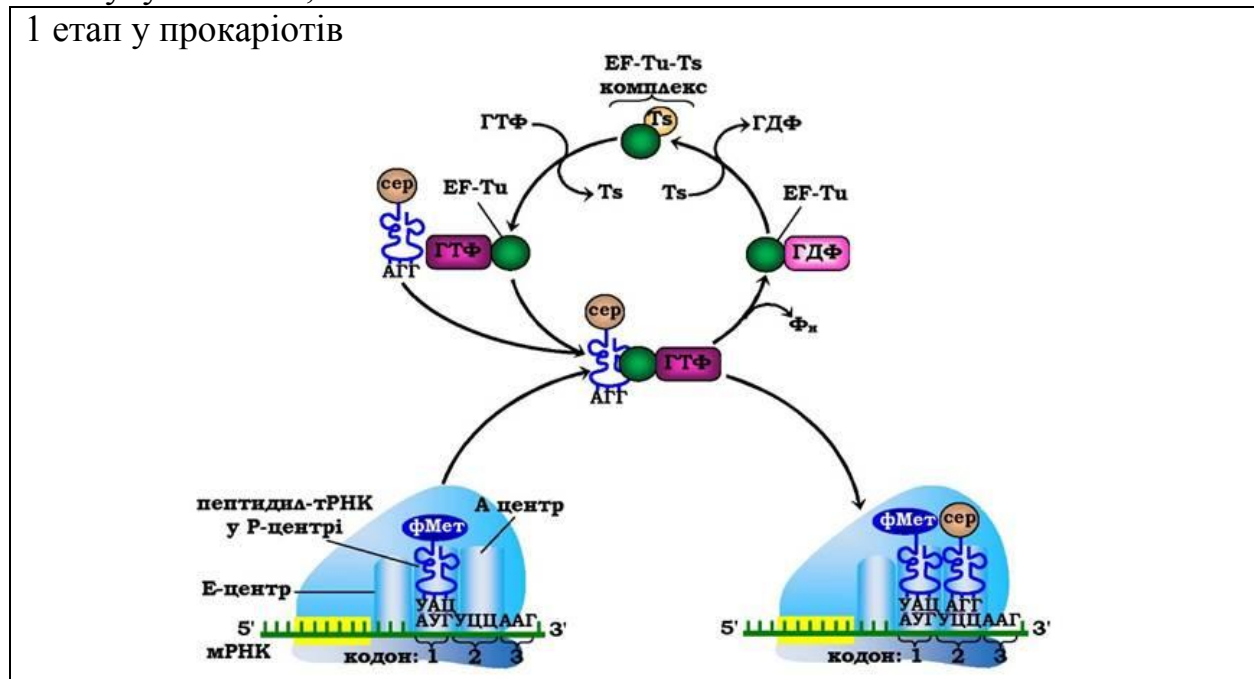 1 етап у прокаріотів
EF-Tu-Ts
комплекс
ГТФ
Ts
ГДФ
сер
EF-Tu
Ts
Ts
EF-Tu
ГТФ
АГГ
ГДФ
сер
Фн
ГТФ
АГГ
пептидил-тРНК
у Р-центрі
А центр
фМет
Е-центр
УАЦ
АУГУЦЦААГ
5'
3'
мРНК
кодон: 1 2 3
фМет
сер
УАЦ АГГ
АУГУЦЦААГ
5'
3'
кодон: 1 2 3